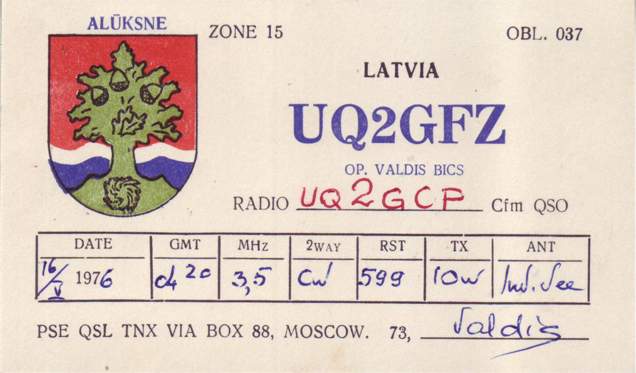 ALŪKSNE
ZONE 15 OBL. 037
LATVIA
UQ2GFZ
OP. VALDIS BICS
RADIO UQ2GCP Cfm QSO
DATE GMT MHz 2WAY RST TX ANT
16/V 1976 04 20 3,5 CW 599 10W Inv. Vee
PSE QSL TNX VIA BOX 88, MOSCOW. 73, Valdis